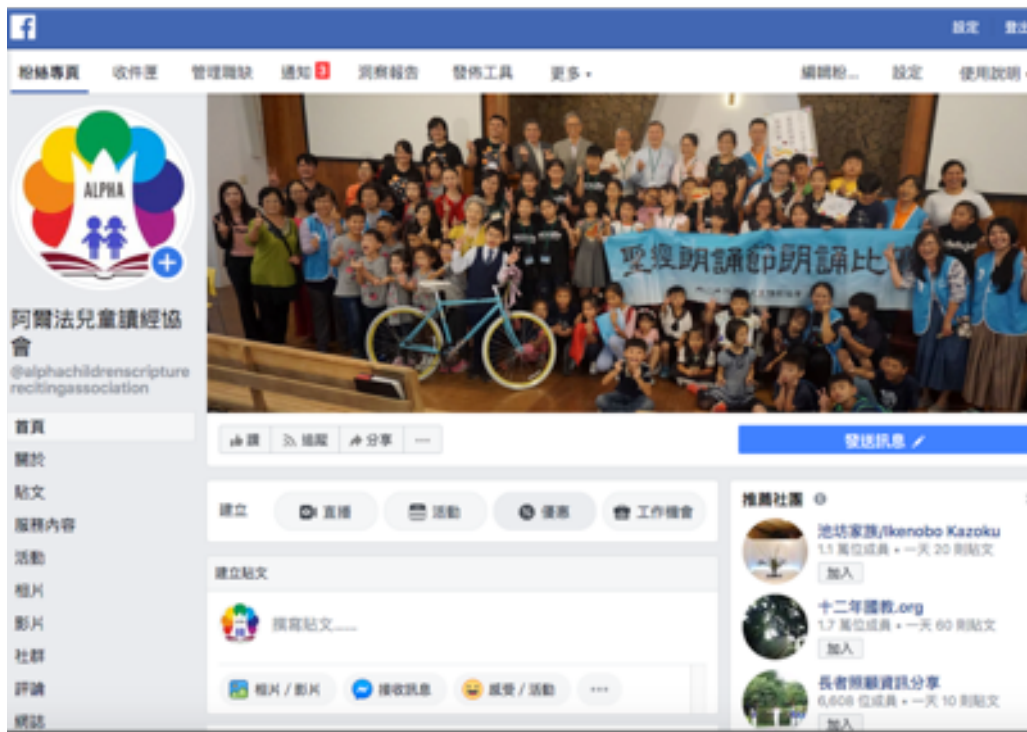 設定 登出
粉絲專頁 收件匣 管理職缺 通知 3 洞察報告 發佈工具 更多 編輯粉... 設定 使用說明
ALPHA
阿爾法兒童讀經協
會
@alphachildrenscripture
recitingassociation
聖經朗誦節朗誦比
首頁
關於
貼文
服務內容
活動
相片
影片
社群
評論
網誌
讚 追蹤 分享 ...
發送訊息
建立 直播 活動 優惠 工作機會
建立貼文
撰寫貼文......
相片 / 影片 接收訊息 感受 / 活動 ...
推薦社團
池坊家族/Ikenobo Kazoku
1.1 萬位成員 • 一天 20 則貼文
加入
十二年國教.org
1.7 萬位成員 • 一天 60 則貼文
加入
長者照顧資訊分享
6,608 位成員 • 一天 10 則貼文
加入